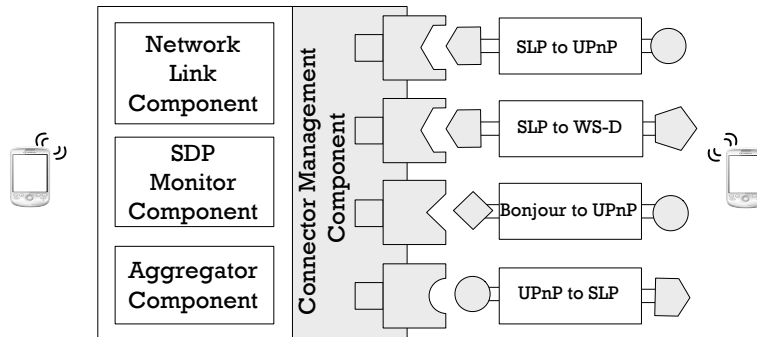 Network
Link
Component
SDP
Monitor
Component
Aggregator
Component
Connector Management
Component
SLP to UPnP
SLP to WS-D
Bonjour to UPnP
UPnP to SLP